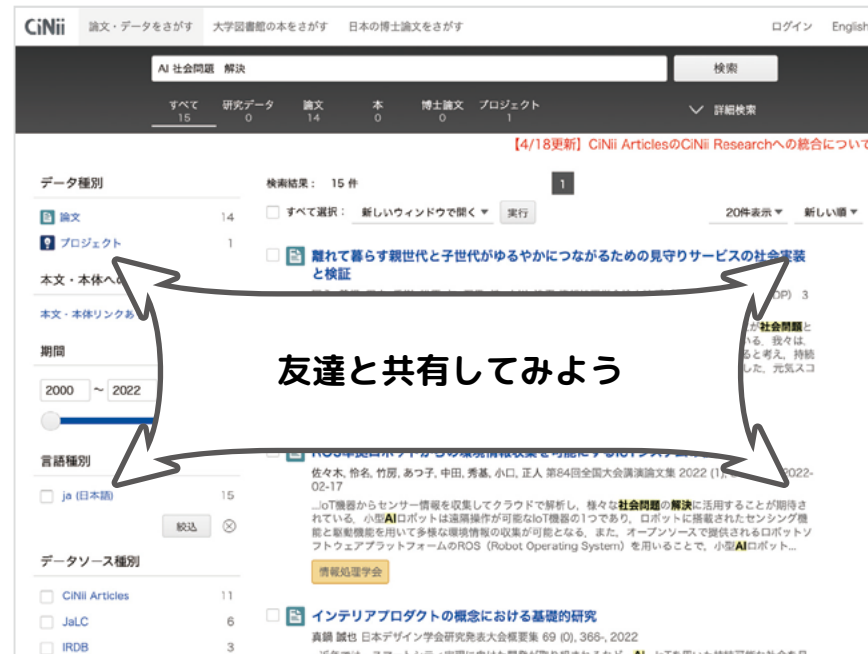 CiNii 論文・データをさがす 大学図書館の本をさがす 日本の博士論文をさがす ログイン English
AI 社会問題 解決 検索
すべて 研究データ 論文 本 博士論文 プロジェクト 詳細検索
15 0 14 0 0 1
【4/18更新】CiNii ArticlesのCiNii Researchへの統合について
データ種別
論文 14
プロジェクト 1
本文・本体への
本文・本体リンクあ
期間
2000 ~ 2022
言語種別
ja (日本語) 15
絞込
データソース種別
CiNii Articles 11
JaLC 6
IRDB 3
検索結果： 15 件 1
すべて選択： 新しいウィンドウで開く 実行 20件表示 新しい順
離れて暮らす親世代と子世代がゆるやかにつながるための見守りサービスの社会実装
と検証
DP) 3
が社会問題と
いる．我々は，
ると考え，持続
した．元気スコ
友達と共有してみよう
佐々木, 怜名, 竹房, あつ子, 中田, 秀基, 小口, 正人 第84回全国大会講演論文集 2022 (1), 2022-
02-17
...IoT機器からセンサー情報を収集してクラウドで解析し，様々な社会問題の解決に活用することが期待さ
れている．小型AIロボットは遠隔操作が可能なIoT機器の1つであり，ロボットに搭載されたセンシング機
能と駆動機能を用いて多様な環境情報の収集が可能となる．また，オープンソースで提供されるロボットソ
フトウェアプラットフォームのROS（Robot Operating System）を用いることで，小型AIロボット...
情報処理学会
インテリアプロダクトの概念における基礎的研究
真鍋 誠也 日本デザイン学会研究発表大会概要集 69 (0), 366-, 2022